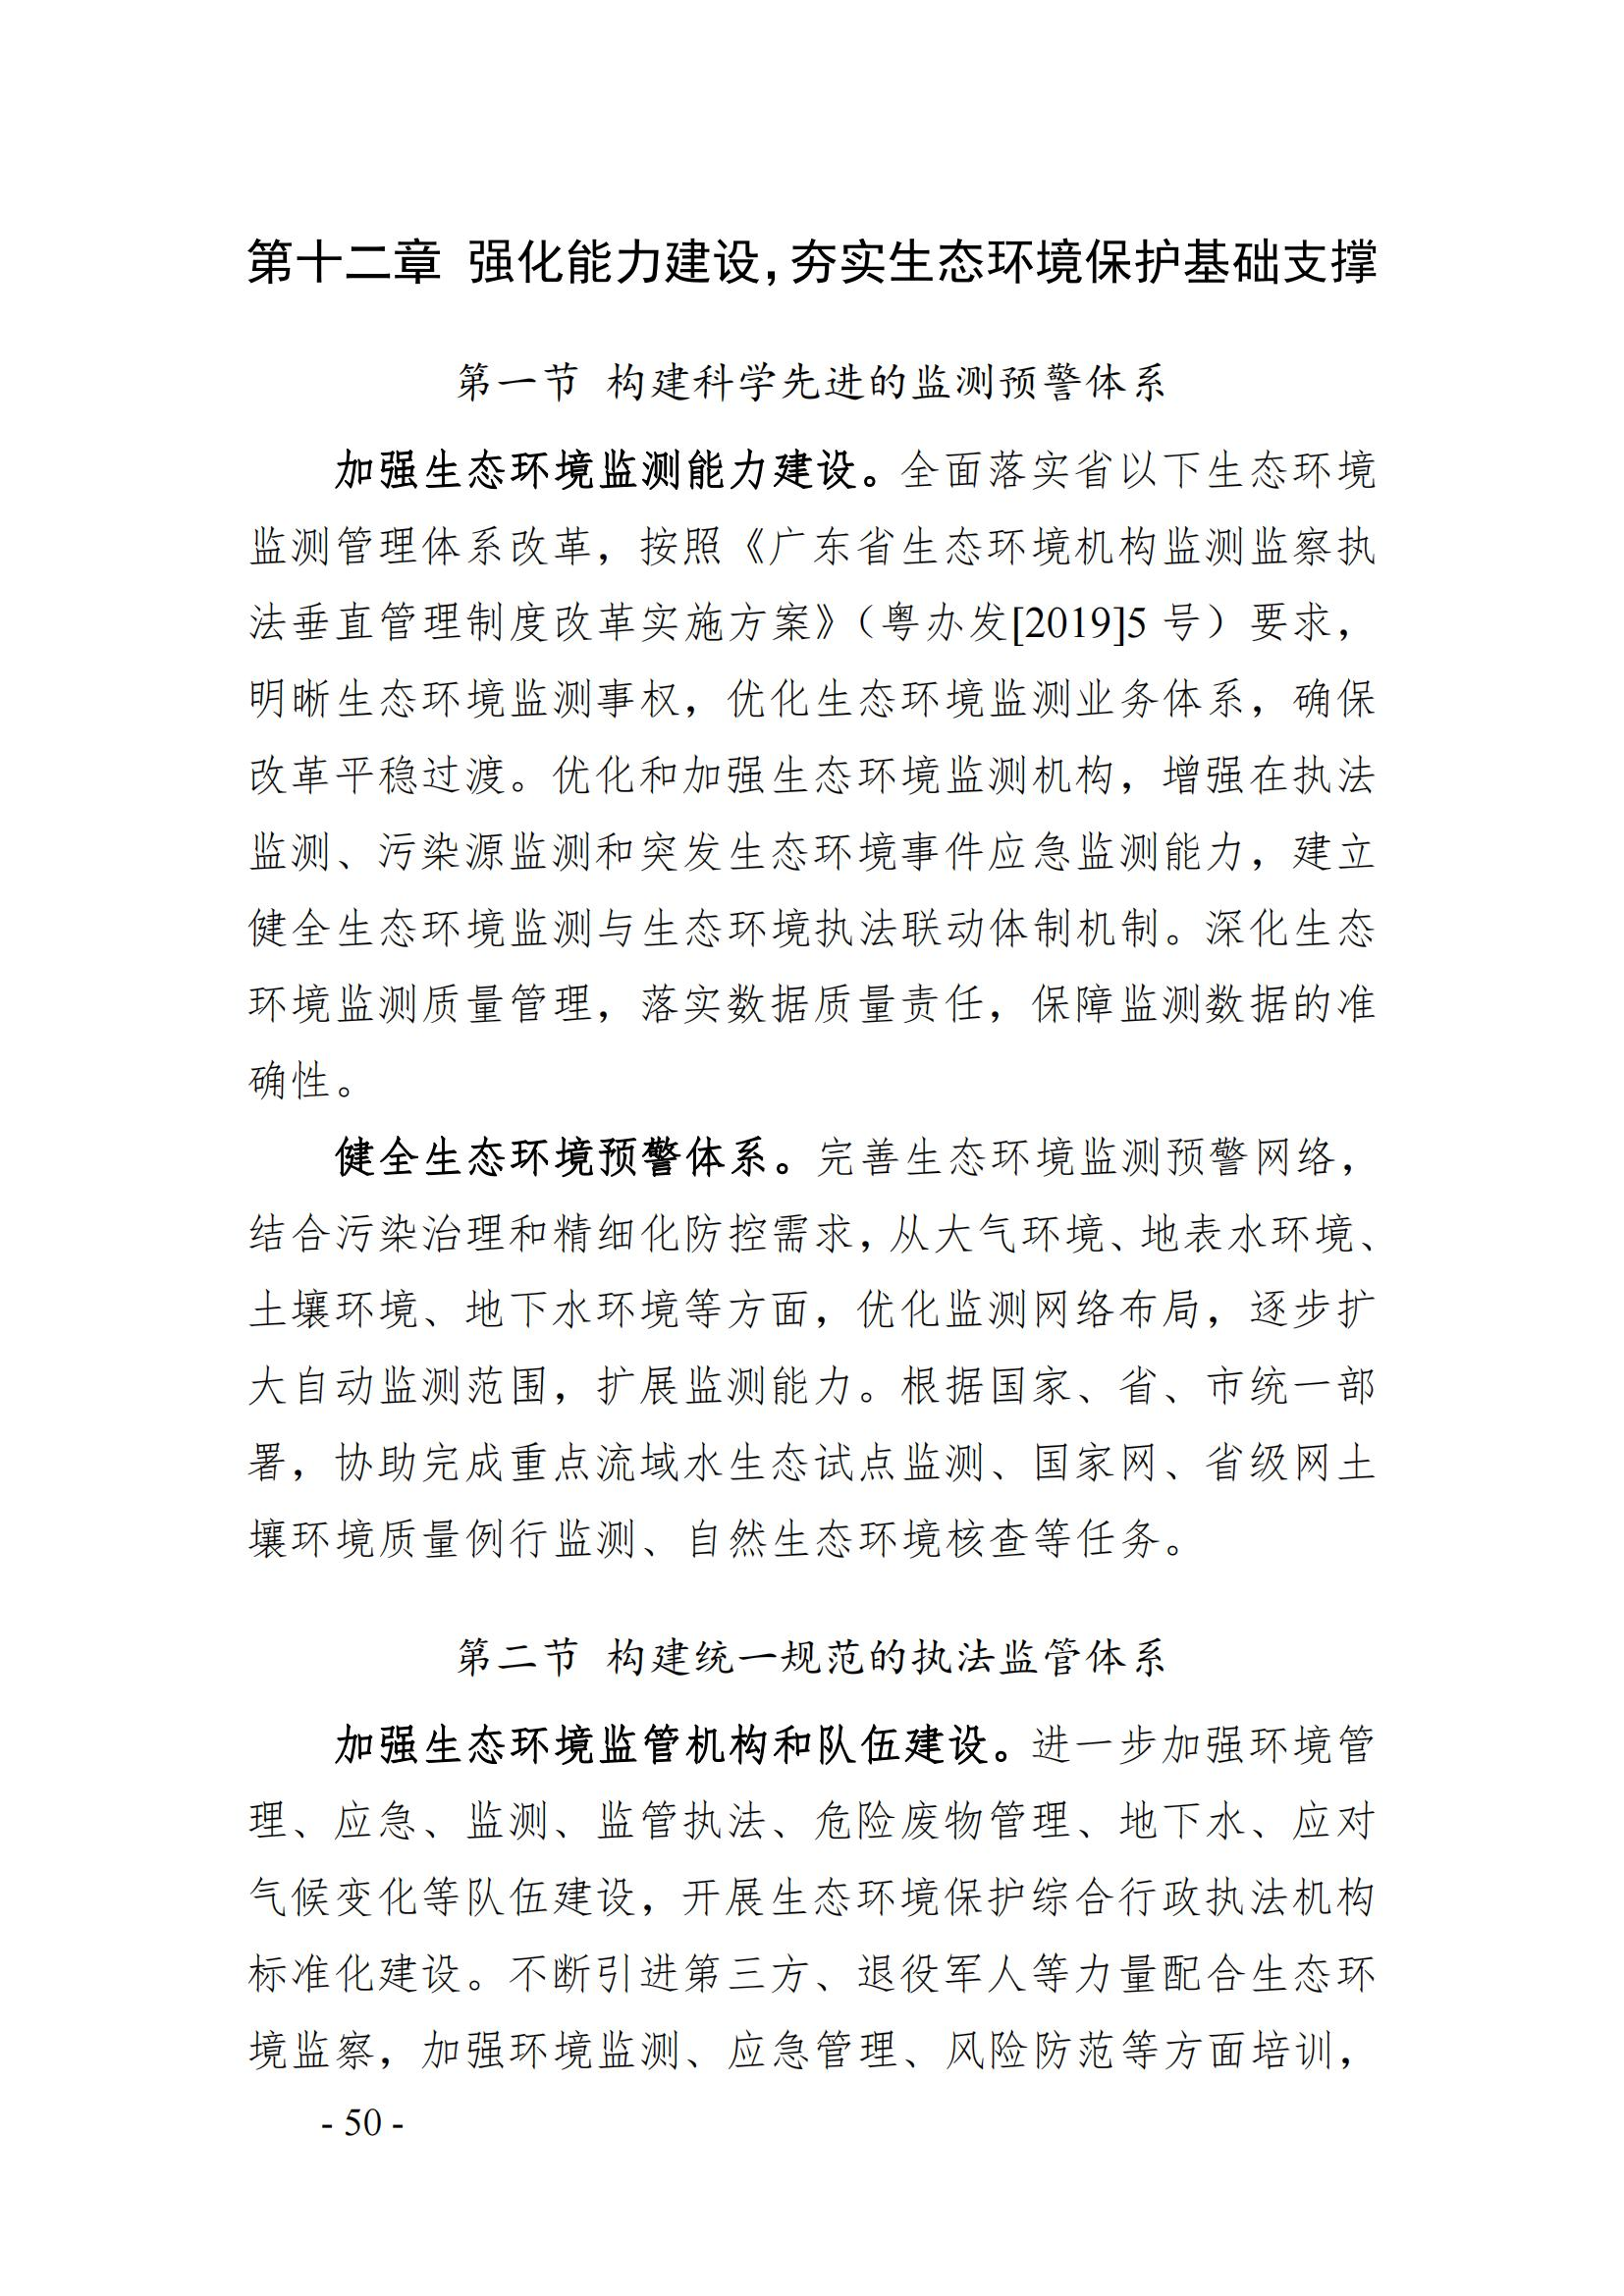 第十二章 强化能力建设，夯实生态环境保护基础支撑
第一节 构建科学先进的监测预警体系
加强生态环境监测能力建设。全面落实省以下生态环境
监测管理体系改革，按照《广东省生态环境机构监测监察执
法垂直管理制度改革实施方案》（粤办发[2019]5 号）要求，
明晰生态环境监测事权，优化生态环境监测业务体系，确保
改革平稳过渡。优化和加强生态环境监测机构，增强在执法
监测、污染源监测和突发生态环境事件应急监测能力，建立
健全生态环境监测与生态环境执法联动体制机制。深化生态
环境监测质量管理，落实数据质量责任，保障监测数据的准
确性。
健全生态环境预警体系。完善生态环境监测预警网络，
结合污染治理和精细化防控需求，从大气环境、地表水环境、
土壤环境、地下水环境等方面，优化监测网络布局，逐步扩
大自动监测范围，扩展监测能力。根据国家、省、市统一部
署，协助完成重点流域水生态试点监测、国家网、省级网土
壤环境质量例行监测、自然生态环境核查等任务。
第二节 构建统一规范的执法监管体系
加强生态环境监管机构和队伍建设。进一步加强环境管
理、应急、监测、监管执法、危险废物管理、地下水、应对
气候变化等队伍建设，开展生态环境保护综合行政执法机构
标准化建设。不断引进第三方、退役军人等力量配合生态环
境监察，加强环境监测、应急管理、风险防范等方面培训，
- 50 -